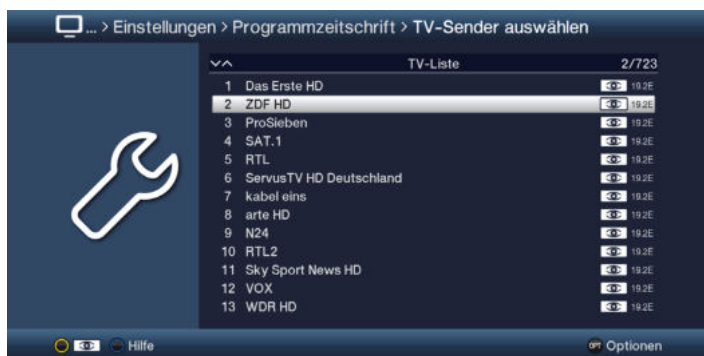 ... > Einstellungen > Programmzeitschrift > TV-Sender auswählen
TV-Liste 2/723
1 Das Erste HD 19.2E
2 ZDF HD 19.2E
3 ProSieben 19.2E
4 SAT.1 19.2E
5 RTL 19.2E
6 ServusTV HD Deutschland 19.2E
7 kabel eins 19.2E
8 arte HD 19.2E
9 N24 19.2E
10 RTL2 19.2E
11 Sky Sport News HD 19.2E
12 VOX 19.2E
13 WDR HD 19.2E
Hilfe OPT Optionen